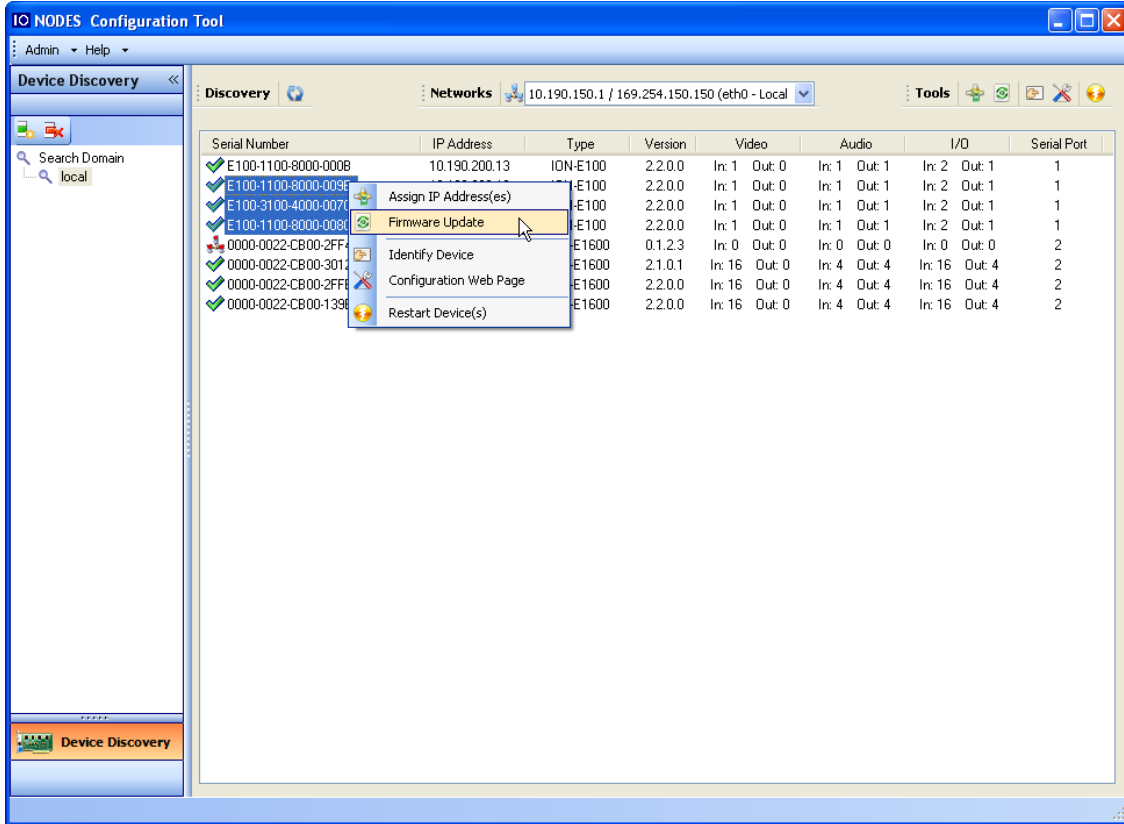 IO NODES Configuration Tool
Admin Help
Device Discovery «
Discovery Networks 10.190.150.1 / 169.254.150.150 (eth0 - Local Tools
Search Domain
local
Serial Number IP Address Type Version Video Audio I/O Serial Port
E100-1100-8000-000B 10.190.200.13 ION-E100 2.2.0.0 In: 1 Out: 0 In: 1 Out: 1 In: 2 Out: 1 1
E100-1100-8000-009E -E100 2.2.0.0 In: 1 Out: 0 In: 1 Out: 1 In: 2 Out: 1 1
E100-3100-4000-007 -E100 2.2.0.0 In: 1 Out: 0 In: 1 Out: 1 In: 2 Out: 1 1
E100-1100-8000-008 -E100 2.2.0.0 In: 1 Out: 0 In: 1 Out: 1 In: 2 Out: 1 1
0000-0022-CB00-2FF -E1600 0.1.2.3 In: 0 Out: 0 In: 0 Out: 0 In: 0 Out: 0 2
0000-0022-CB00-301 -E1600 2.1.0.1 In: 16 Out: 0 In: 4 Out: 4 In: 16 Out: 4 2
0000-0022-CB00-2FF -E1600 2.2.0.0 In: 16 Out: 0 In: 4 Out: 4 In: 16 Out: 4 2
0000-0022-CB00-139 -E1600 2.2.0.0 In: 16 Out: 0 In: 4 Out: 4 In: 16 Out: 4 2
Assign IP Address(es)
Firmware Update
Identify Device
Configuration Web Page
Restart Device(s)
Device Discovery